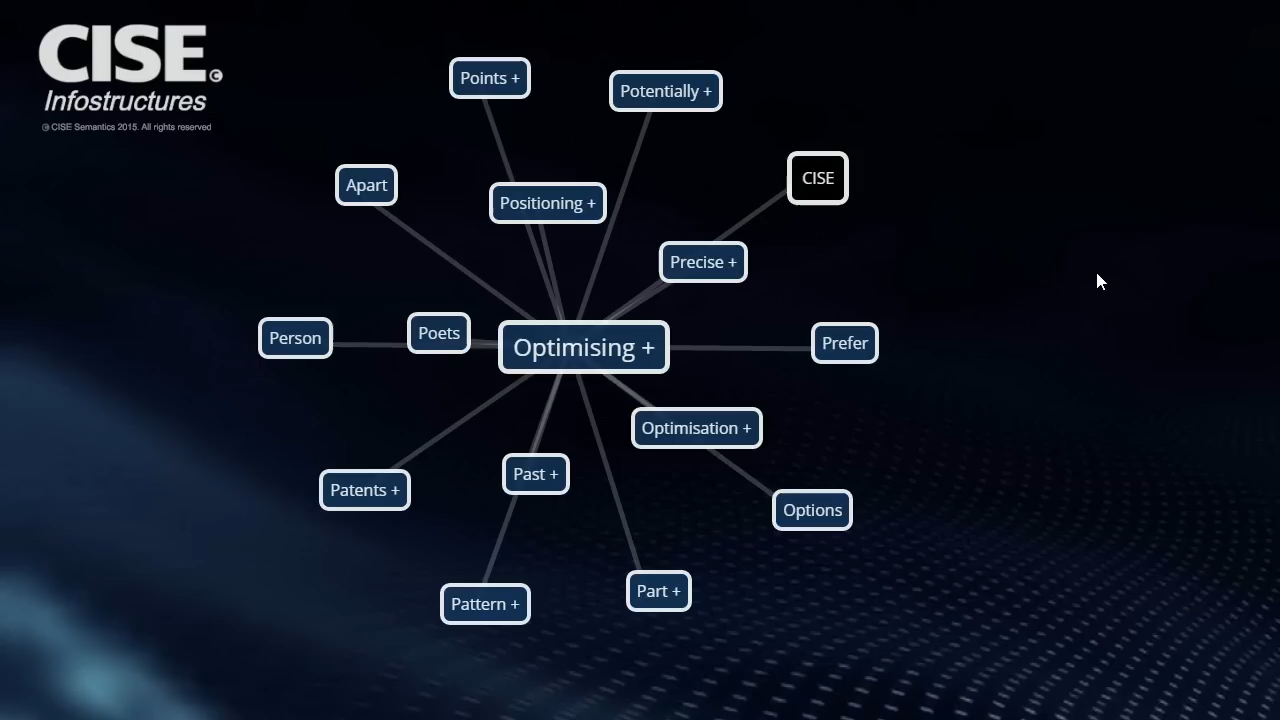 CISE©
Infostructures
© CISE Semantics 2015. All rights reserved
Points +
Potentially +
Apart
CISE
Positioning +
Precise +
Person
Poets
Optimising +
Prefer
Optimisation +
Past +
Patents +
Options
Pattern +
Part +